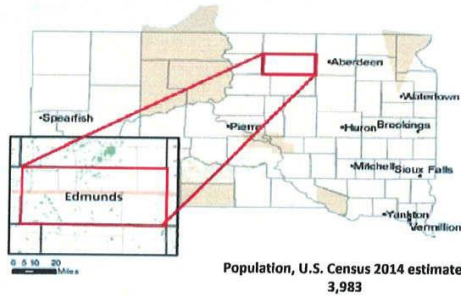 Aberdeen
Watertown
Spearfish
Pierre
Huron
Brookings
Mitchell
Sioux Falls
Edmunds
Yankton
Vermillion
0 5 10 20
Miles
Population, U.S. Census 2014 estimate
3,983